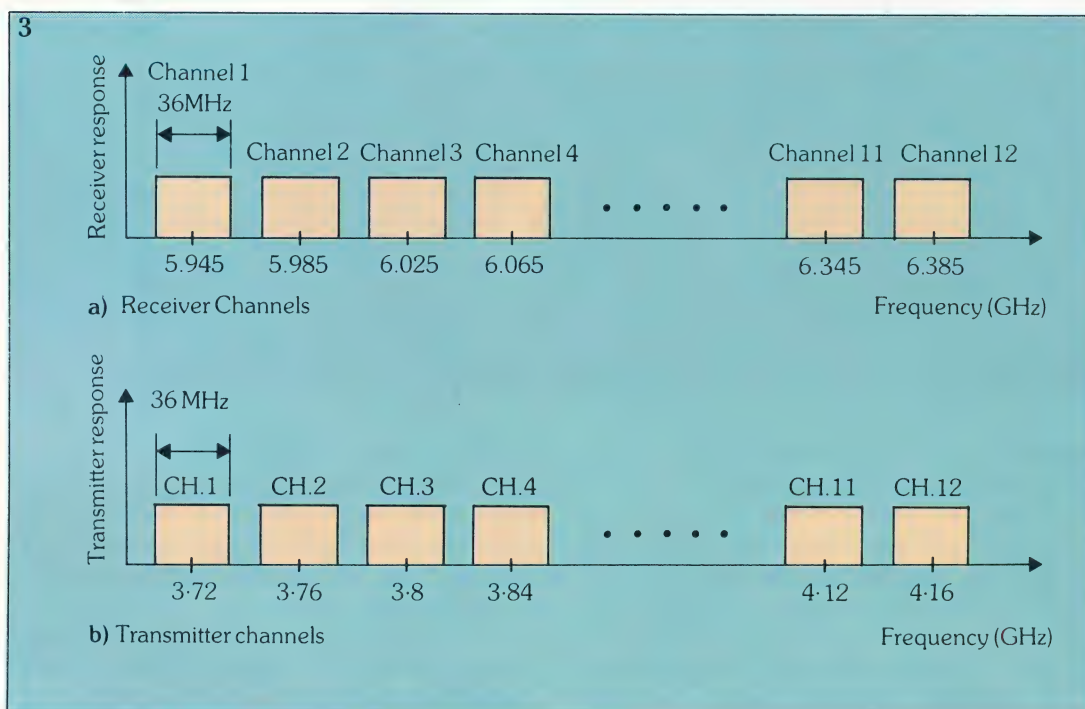 3
Channel 1
36MHz
Receiver response
Channel 2 Channel 3 Channel 4 Channel 11 Channel 12
5.945 5.985 6.025 6.065 6.345 6.385
a) Receiver Channels Frequency (GHz)
Transmitter response
36 MHz
CH.1 CH.2 CH.3 CH.4 CH.11 CH.12
3·72 3·76 3·8 3·84 4·12 4·16
b) Transmitter channels Frequency (GHz)